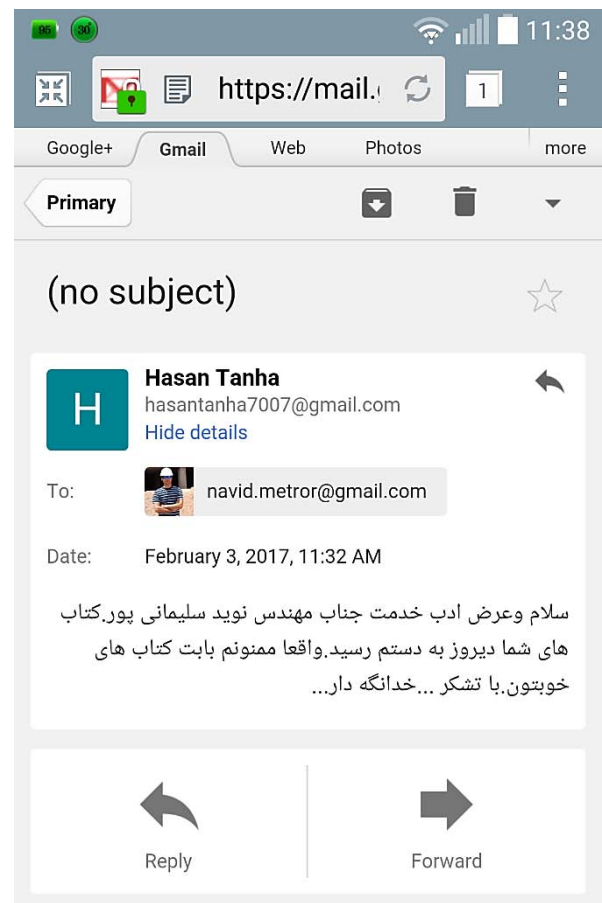 95
30°
11:38
https://mail.g
1
Google+
Gmail
Web
Photos
more
Primary
(no subject)
H
Hasan Tanha
hasantanha7007@gmail.com
Hide details
To:
navid.metror@gmail.com
Date:
February 3, 2017, 11:32 AM
سلام وعرض ادب خدمت جناب مهندس نوید سلیمانی پور.کتاب
های شما دیروز به دستم رسید.واقعا ممنونم بابت کتاب های
خوبتون.با تشکر ...خدانگه دار...
Reply
Forward